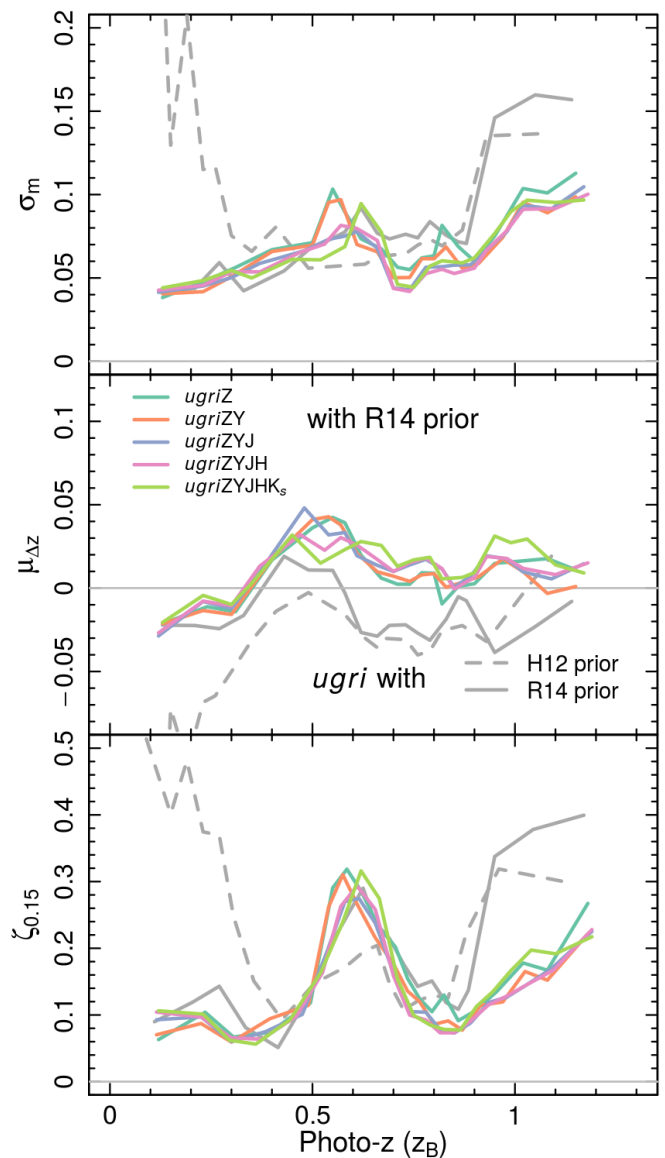 0.2
0.15
0.1
0.05
0
σm
0.1
0.05
0
−0.05
μΔz
ugriZ
ugriZY
ugriZYJ
ugriZYJH
ugriZYJHKs
with R14 prior
ugri with
H12 prior
R14 prior
0.5
0.4
0.3
0.2
0.1
0
ζ0.15
0 0.5 1
Photo-z (zB)